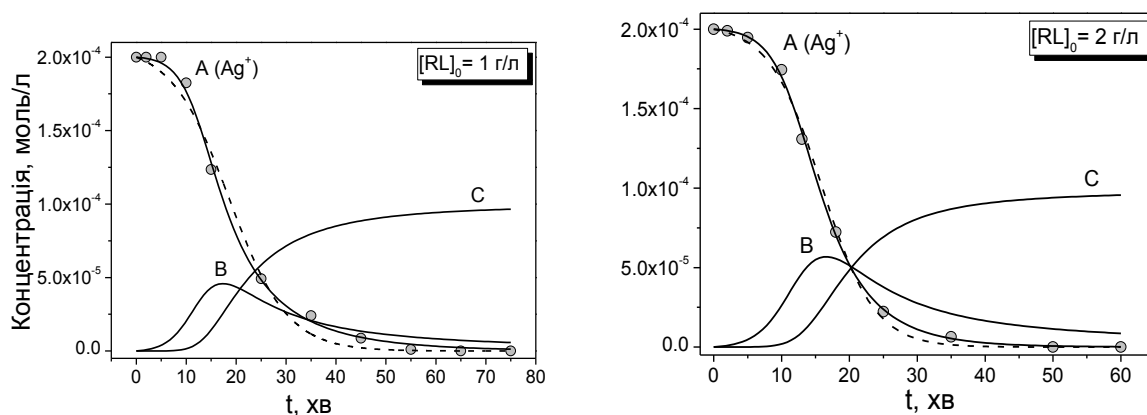 Концентрація, моль/л
2.0x10⁻⁴
1.5x10⁻⁴
1.0x10⁻⁴
5.0x10⁻⁵
0.0
A (Ag⁺)
[RL]₀= 1 г/л
B
C
0 10 20 30 40 50 60 70 80
t, хв
2.0x10⁻⁴
1.5x10⁻⁴
1.0x10⁻⁴
5.0x10⁻⁵
0.0
A (Ag⁺)
[RL]₀ = 2 г/л
B
C
0 10 20 30 40 50 60
t, хв